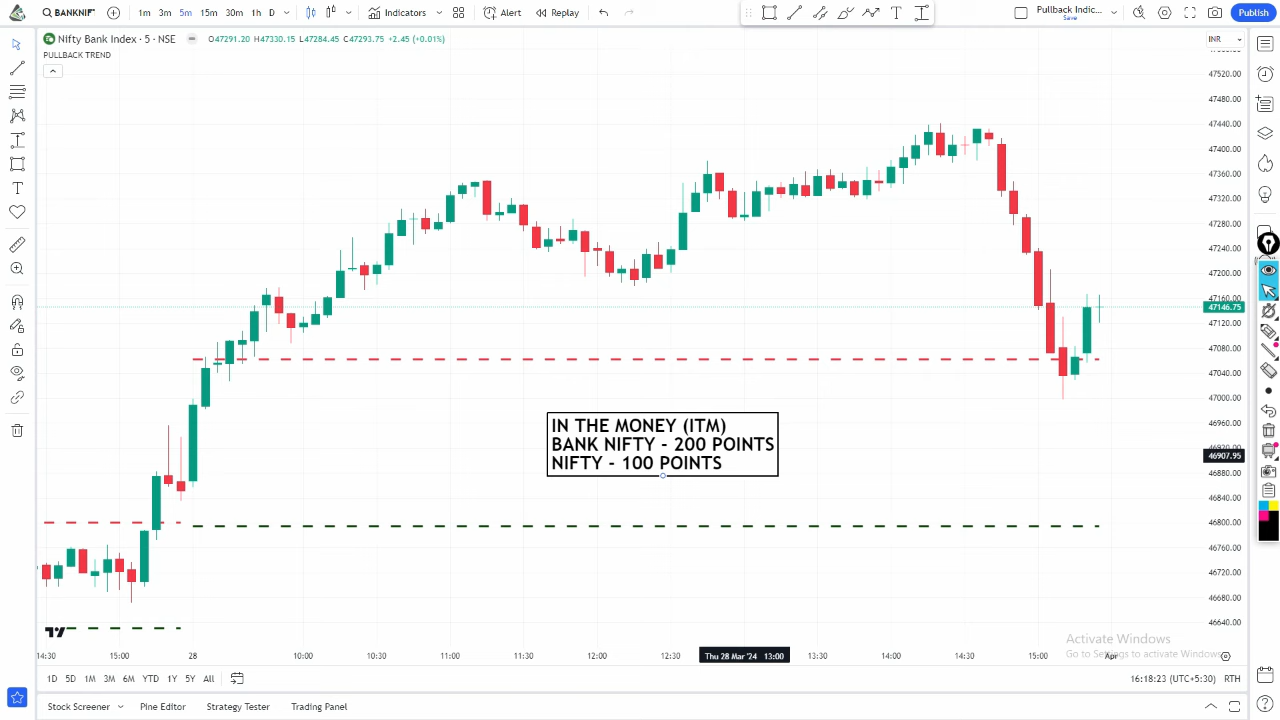 BANKNIF
1m 3m 5m 15m 30m 1h D
Indicators
Alert
Replay
Pullback Indic...
Save
Publish
Nifty Bank Index · 5 · NSE
O47291.20 H47330.15 L47284.45 C47293.75 +2.45 (+0.01%)
INR
PULLBACK TREND
47520.00
47480.00
47440.00
47400.00
47360.00
47320.00
47280.00
47240.00
47200.00
47160.00
47146.75
47120.00
47080.00
47040.00
47000.00
46960.00
46920.00
46907.95
46880.00
46840.00
46800.00
46760.00
46720.00
46680.00
46640.00
IN THE MONEY (ITM)
BANK NIFTY - 200 POINTS
NIFTY - 100 POINTS
Activate Windows
Go to Settings to activate Windows.
14:30 15:00 28 10:00 10:30 11:00 11:30 12:00 12:30 Thu 28 Mar '24 13:00 13:30 14:00 14:30 15:00 Apr
1D 5D 1M 3M 6M YTD 1Y 5Y All
16:18:23 (UTC+5:30) RTH
Stock Screener Pine Editor Strategy Tester Trading Panel